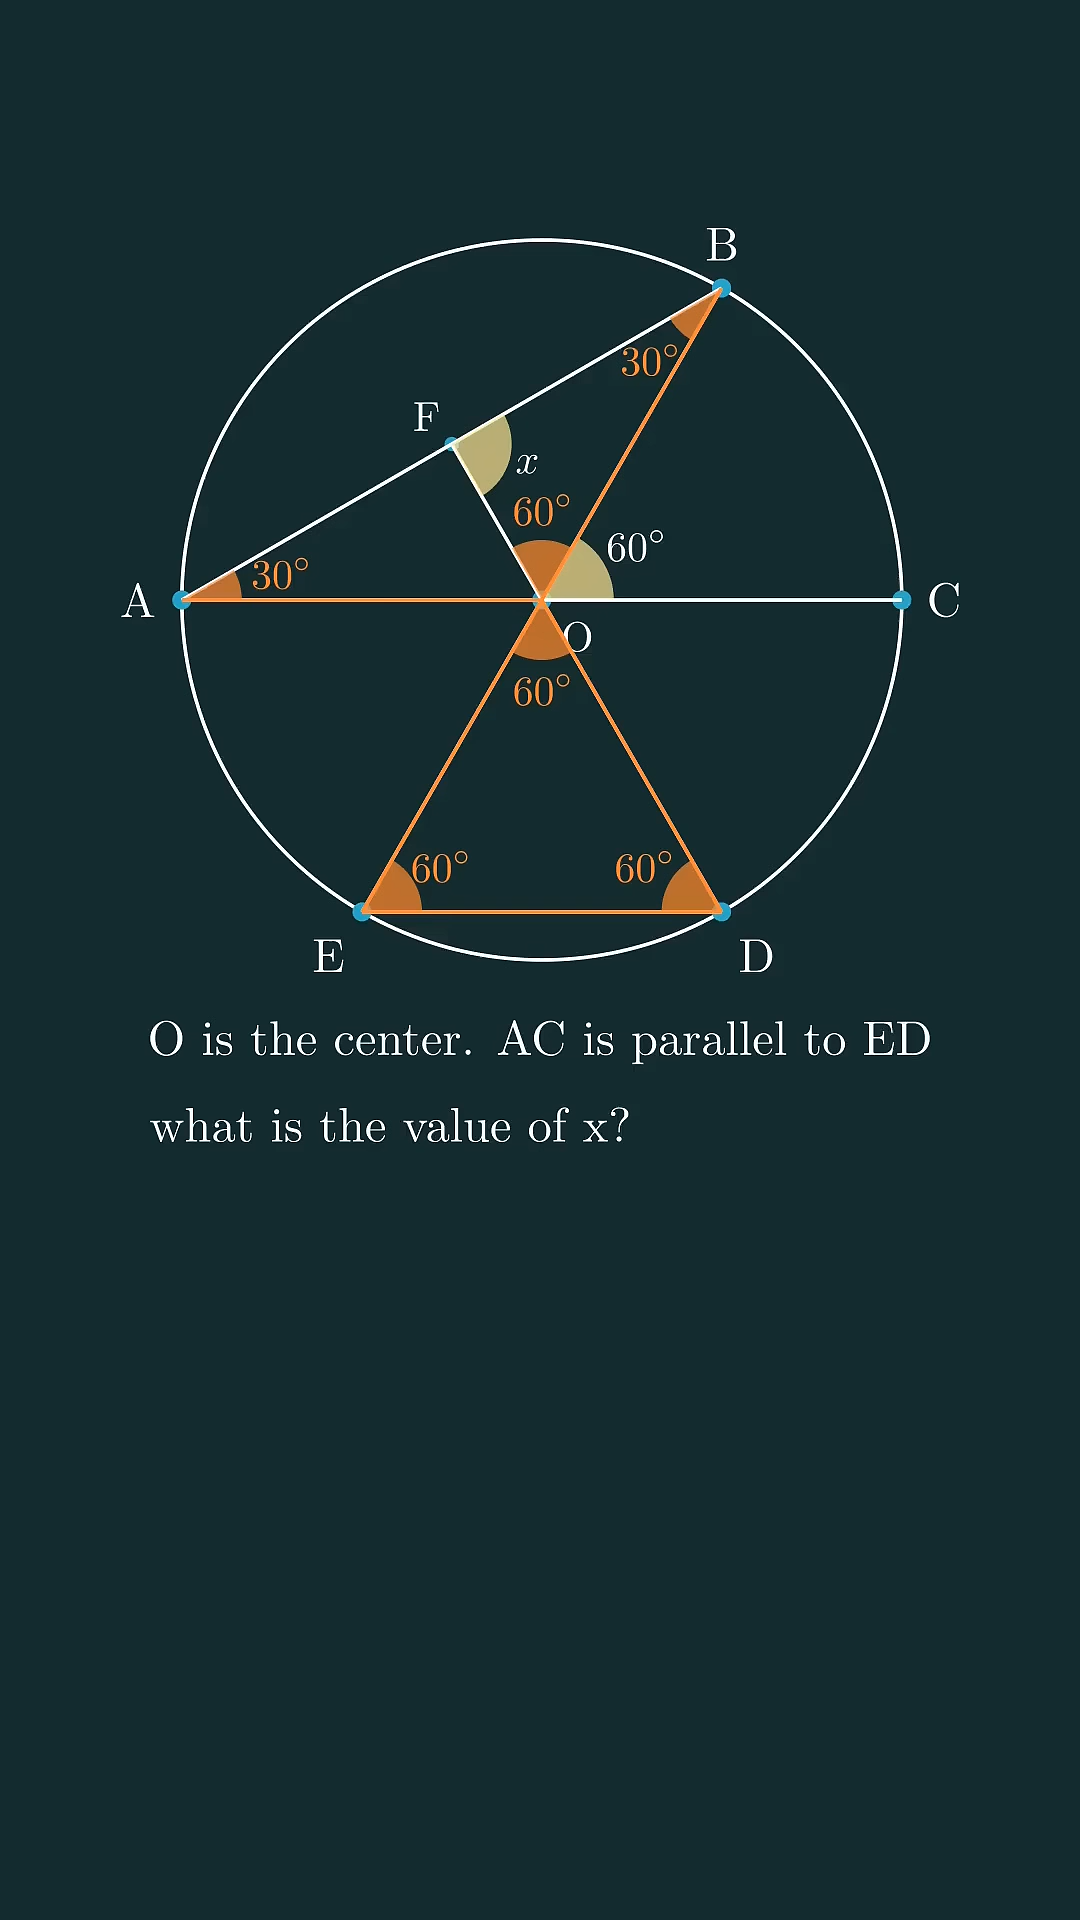 B
30°
F
x
60°
60°
30°
A
C
O
60°
60°
60°
E
D
O is the center. AC is parallel to ED
what is the value of x?